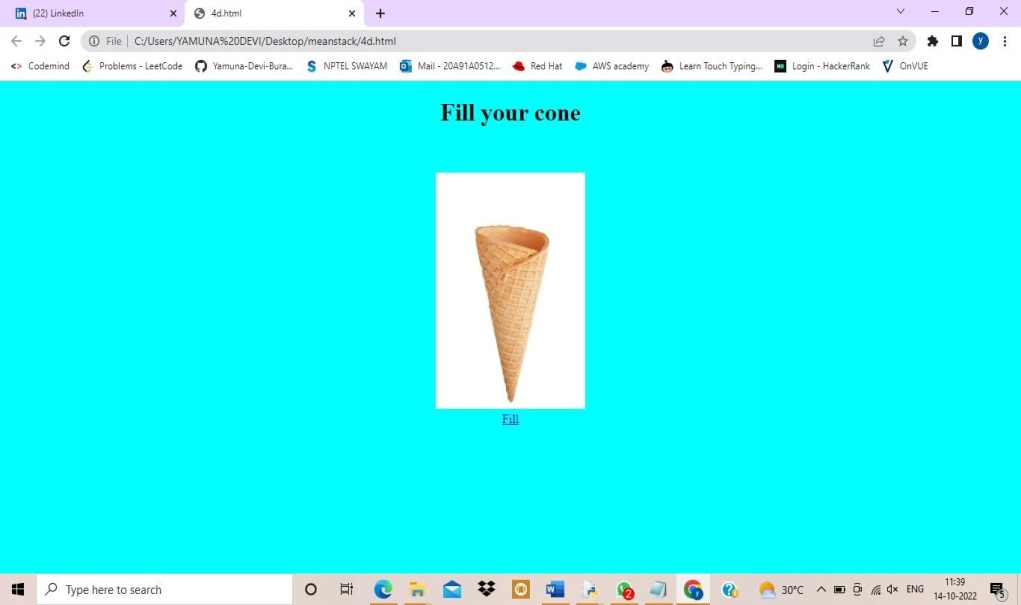 (22) LinkedIn
4d.html
File
C:/Users/YAMUNA%20DEVI/Desktop/meanstack/4d.html
Codemind
Problems - LeetCode
Yamuna-Devi-Bura...
NPTEL SWAYAM
Mail - 20A91A0512...
Red Hat
AWS academy
Learn Touch Typing...
Login - HackerRank
OnVUE
Fill your cone
Fill
Type here to search
30°C
ENG
11:39
14-10-2022